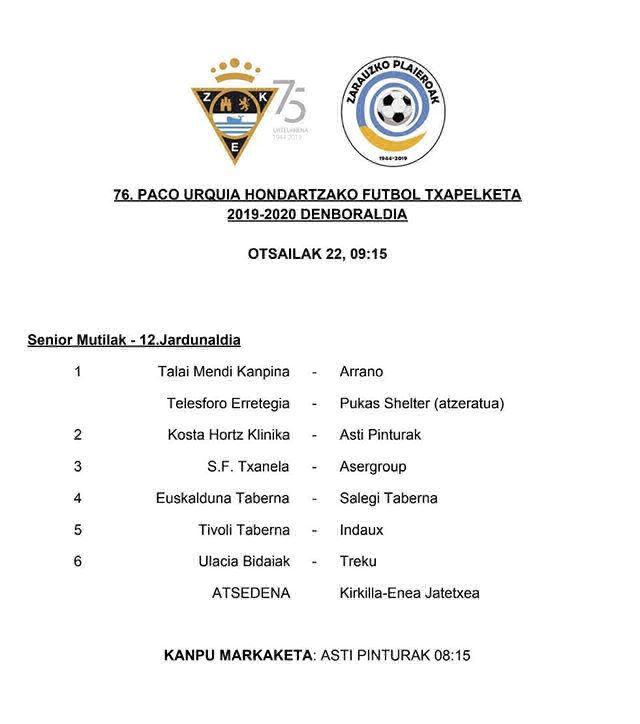 Z K
E
75
URTEURRENA
1944-2019
ZARAUZKO PLAIEROAK
1944-2019
76. PACO URQUIA HONDARTZAKO FUTBOL TXAPELKETA
2019-2020 DENBORALDIA
OTSAILAK 22, 09:15
Senior Mutilak - 12.Jardunaldia
1 Talai Mendi Kanpina - Arrano
Telesforo Erretegia - Pukas Shelter (atzeratua)
2 Kosta Hortz Klinika - Asti Pinturak
3 S.F. Txanela - Asergroup
4 Euskalduna Taberna - Salegi Taberna
5 Tivoli Taberna - Indaux
6 Ulacia Bidaiak - Treku
ATSEDENA Kirkilla-Enea Jatetxea
KANPU MARKAKETA: ASTI PINTURAK 08:15